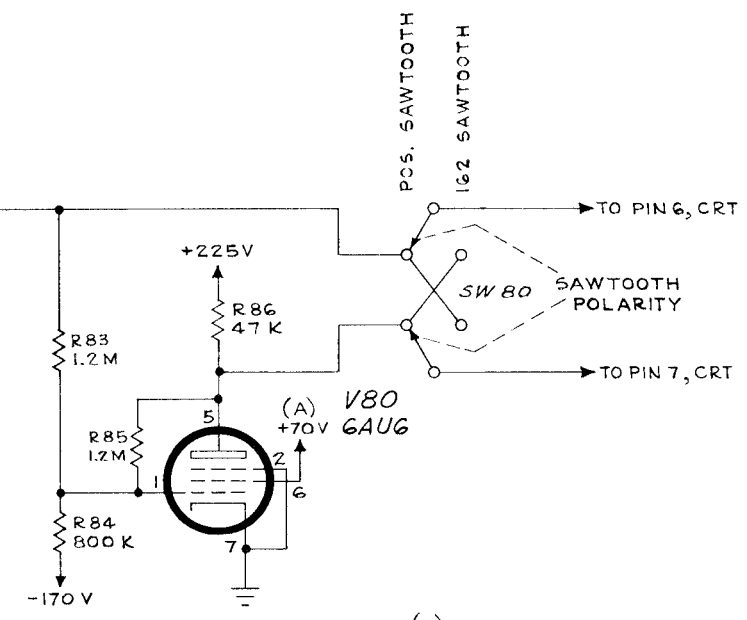 POS. SAWTOOTH
162 SAWTOOTH
TO PIN 6, CRT
+225V
R86
47 K
SW 80
SAWTOOTH
POLARITY
R83
1.2M
TO PIN 7, CRT
(A)
+70V
V80
6AU6
5
R85
1.2M
1
2
6
R84
800 K
7
-170 V